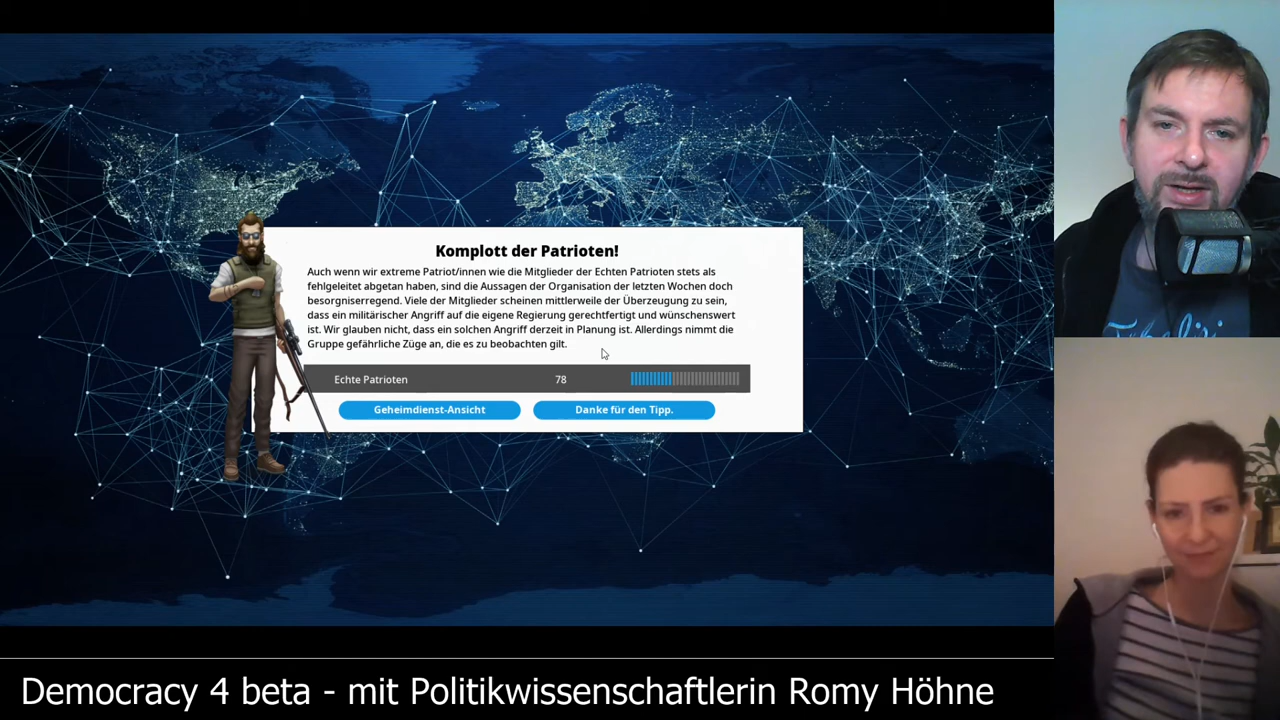 Komplott der Patrioten!
Auch wenn wir extreme Patriot/innen wie die Mitglieder der Echten Patrioten stets als
fehlgeleitet abgetan haben, sind die Aussagen der Organisation der letzten Wochen doch
besorgniserregend. Viele der Mitglieder scheinen mittlerweile der Überzeugung zu sein,
dass ein militärischer Angriff auf die eigene Regierung gerechtfertigt und wünschenswert
ist. Wir glauben nicht, dass ein solchen Angriff derzeit in Planung ist. Allerdings nimmt die
Gruppe gefährliche Züge an, die es zu beobachten gilt.
Echte Patrioten 78
Geheimdienst-Ansicht Danke für den Tipp.
Democracy 4 beta - mit Politikwissenschaftlerin Romy Höhne